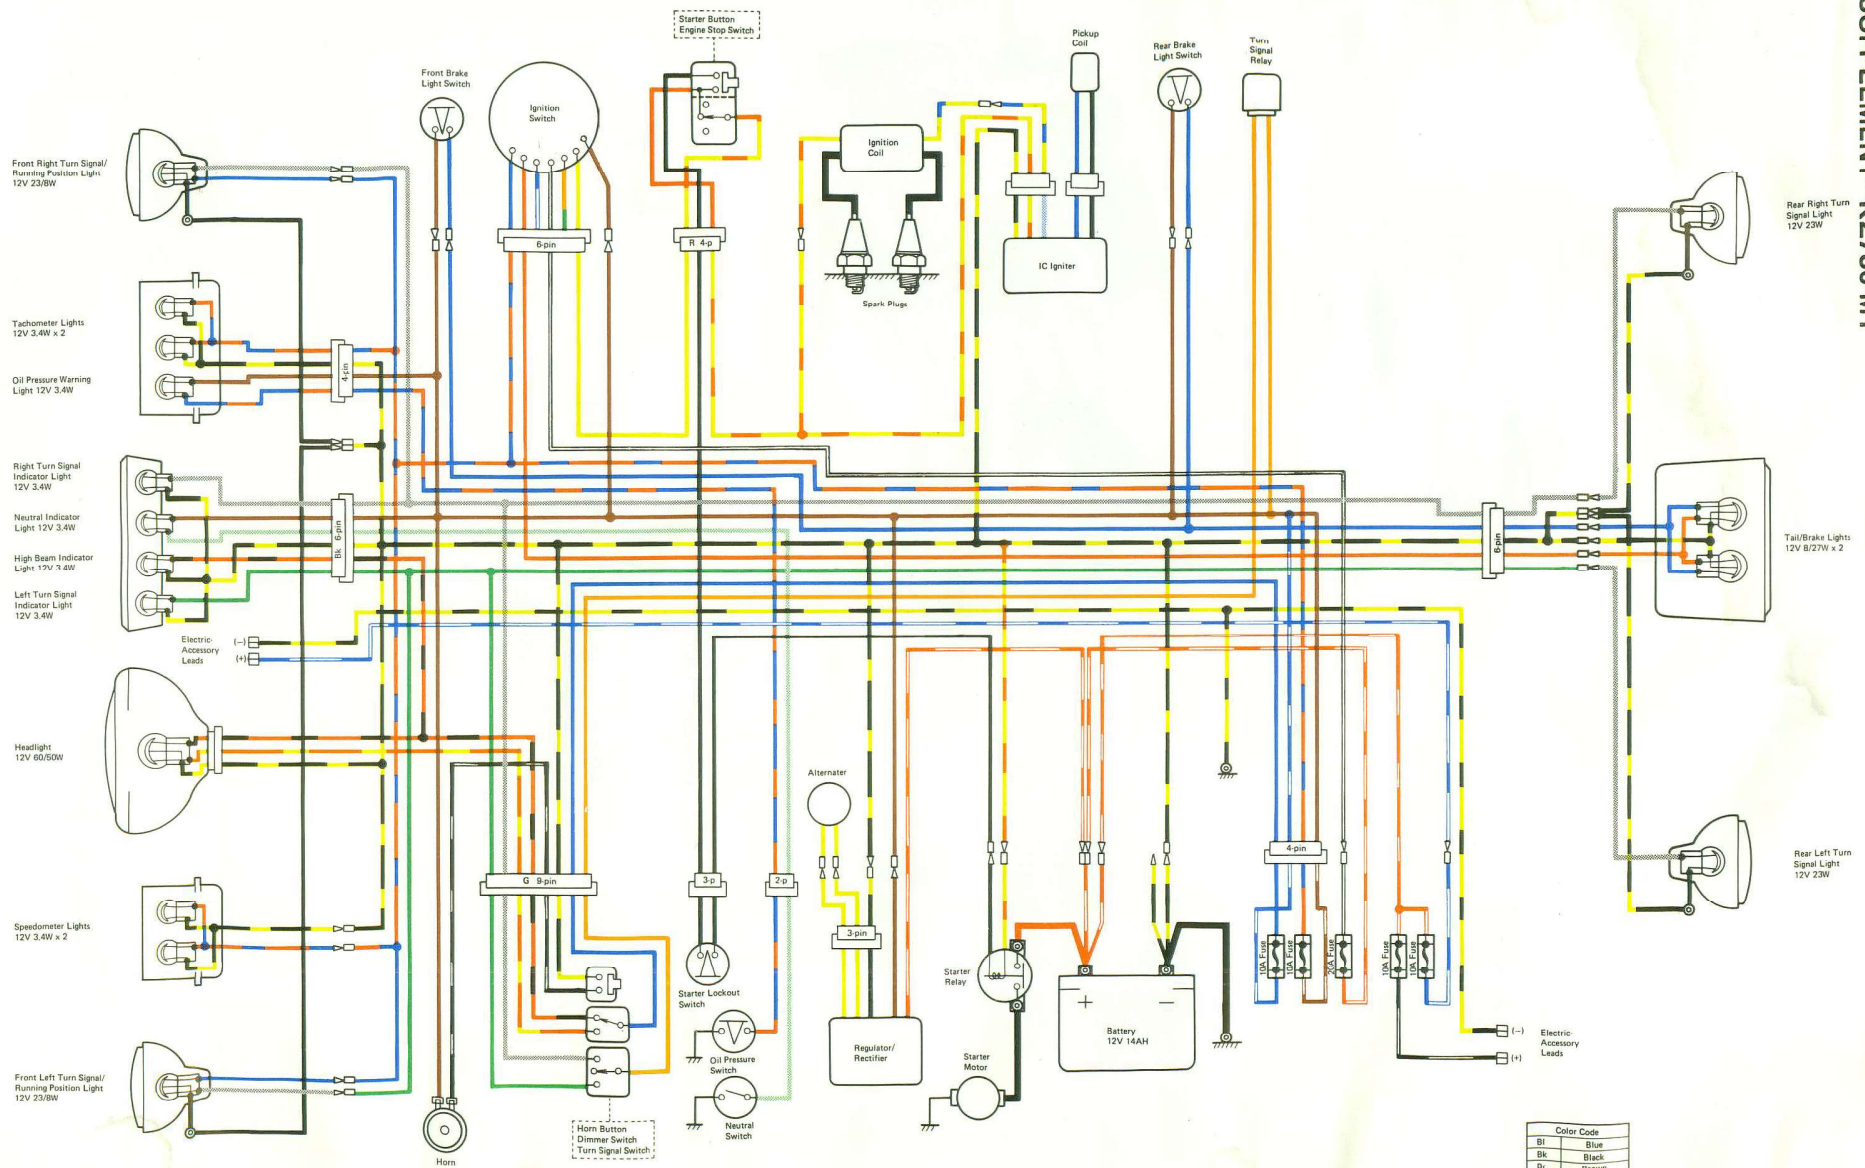 Starter Button
Engine Stop Switch
Pickup
Coil
Rear Brake
Light Switch
Turn
Signal
Relay
Front Brake
Light Switch
Ignition
Switch
Ignition
Coil
Front Right Turn Signal/
Running Position Light
12V 23/8W
Rear Right Turn
Signal Light
12V 23W
6-pin
R 4-p
IC Igniter
Spark Plugs
Tachometer Lights
12V 3.4W x 2
4-pin
Oil Pressure Warning
Light 12V 3.4W
Right Turn Signal
Indicator Light
12V 3.4W
Neutral Indicator
Light 12V 3.4W
Bk 6-pin
6-pin
High Beam Indicator
Light 12V 3.4W
Tail/Brake Lights
12V 8/27W x 2
Left Turn Signal
Indicator Light
12V 3.4W
Electric
Accessory
Leads
(−)
(+)
Headlight
12V 60/50W
Alternater
4-pin
Rear Left Turn
Signal Light
12V 23W
G 9-pin
3-p
2-p
Speedometer Lights
12V 3.4W x 2
3-pin
10A Fuse
10A Fuse
20A Fuse
10A Fuse
10A Fuse
Starter
Relay
Starter Lockout
Switch
+
−
Battery
12V 14AH
Regulator/
Rectifier
Oil Pressure
Switch
Starter
Motor
(−)
(+)
Electric
Accessory
Leads
Front Left Turn Signal/
Running Position Light
12V 23/8W
Neutral
Switch
Horn Button
Dimmer Switch
Turn Signal Switch
Horn
Color Code
Bl Blue
Bk Black